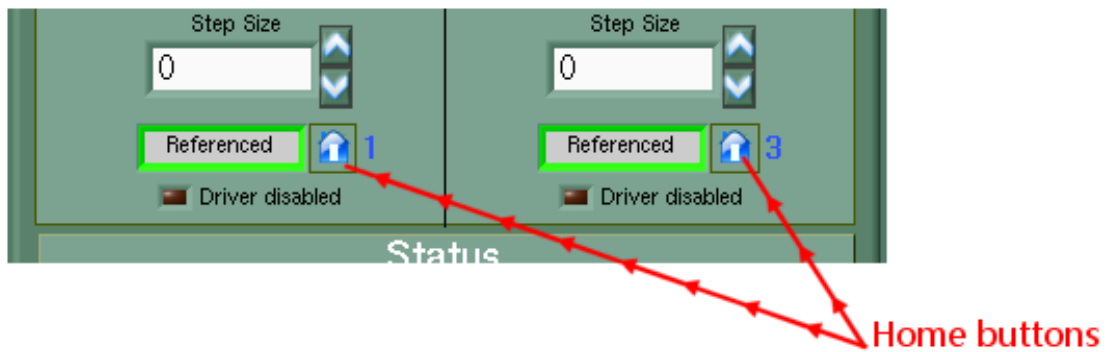 Step Size Step Size
0 0
Referenced 1 Referenced 3
Driver disabled Driver disabled
Status
Home buttons